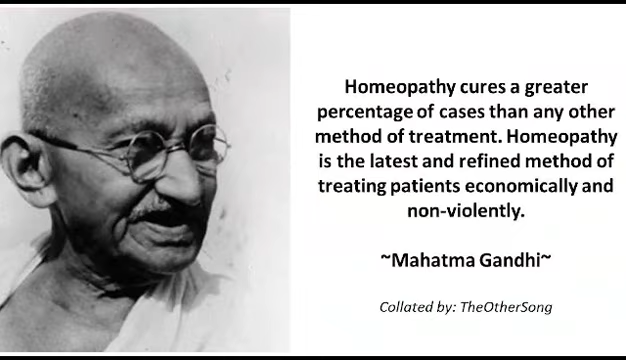 Homeopathy cures a greater
percentage of cases than any other
method of treatment. Homeopathy
is the latest and refined method of
treating patients economically and
non-violently.
~Mahatma Gandhi~
Collated by: TheOtherSong